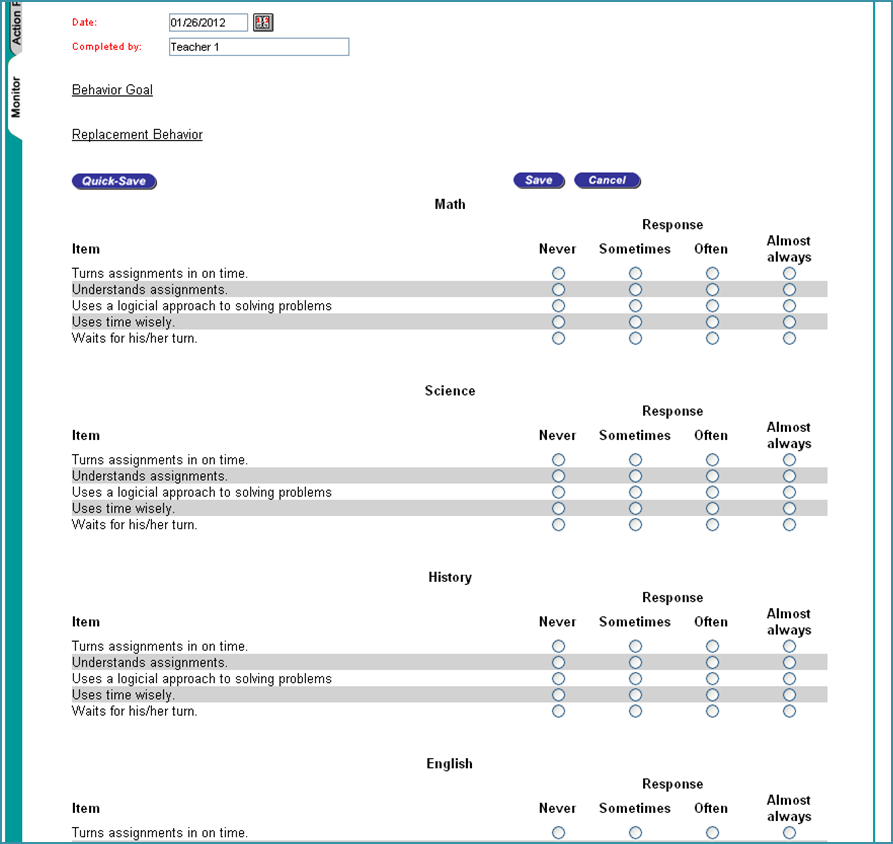 Action
Date: 01/26/2012
Completed by: Teacher 1
Monitor
Behavior Goal
Replacement Behavior
Quick-Save Save Cancel
Math
Response
Item Never Sometimes Often Almost always
Turns assignments in on time.
Understands assignments.
Uses a logicial approach to solving problems
Uses time wisely.
Waits for his/her turn.
Science
Response
Item Never Sometimes Often Almost always
Turns assignments in on time.
Understands assignments.
Uses a logicial approach to solving problems
Uses time wisely.
Waits for his/her turn.
History
Response
Item Never Sometimes Often Almost always
Turns assignments in on time.
Understands assignments.
Uses a logicial approach to solving problems
Uses time wisely.
Waits for his/her turn.
English
Response
Item Never Sometimes Often Almost always
Turns assignments in on time.